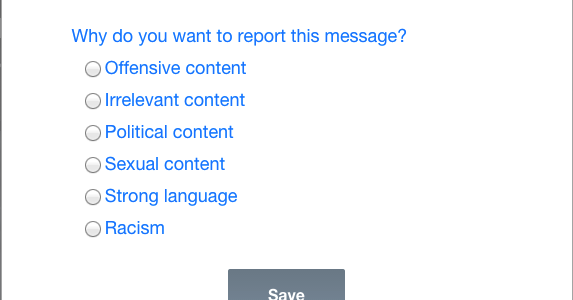 Why do you want to report this message?
Offensive content
Irrelevant content
Political content
Sexual content
Strong language
Racism
Save